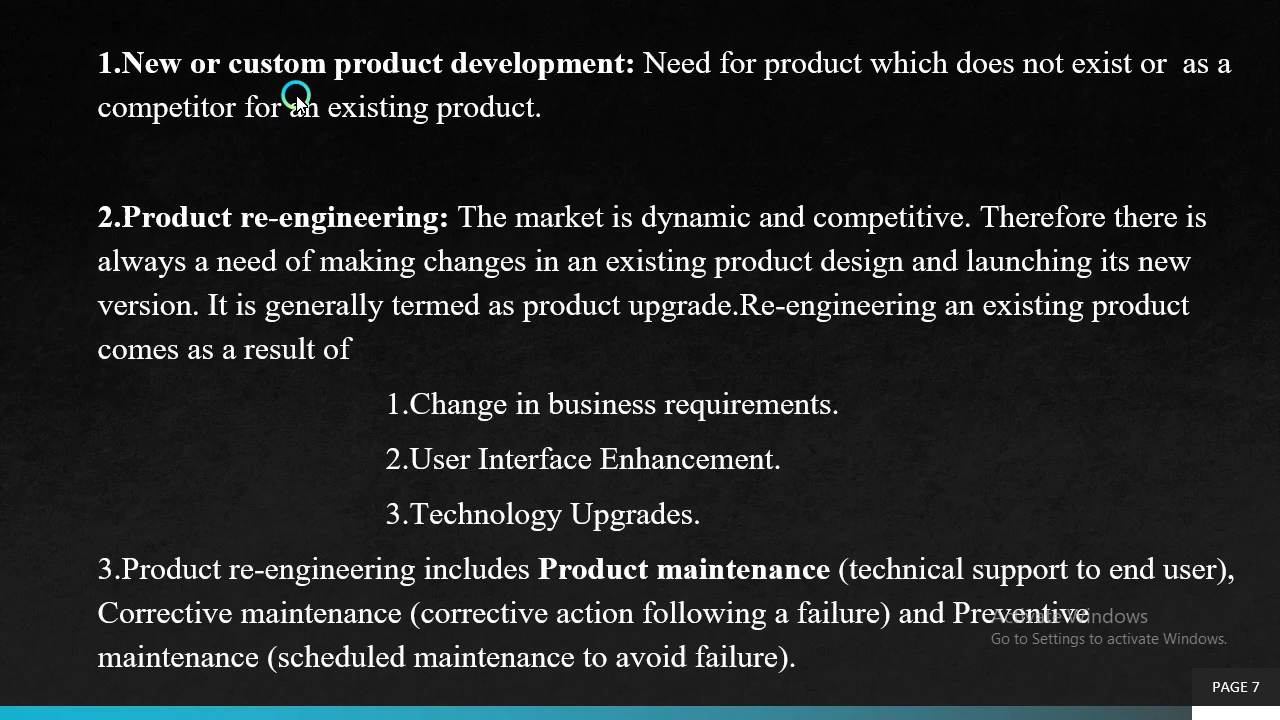 1.New or custom product development: Need for product which does not exist or  as a
competitor for an existing product.
2.Product re-engineering: The market is dynamic and competitive. Therefore there is
always a need of making changes in an existing product design and launching its new
version. It is generally termed as product upgrade.Re-engineering an existing product
comes as a result of
1.Change in business requirements.
2.User Interface Enhancement.
3.Technology Upgrades.
3.Product re-engineering includes Product maintenance (technical support to end user),
Corrective maintenance (corrective action following a failure) and Preventive
maintenance (scheduled maintenance to avoid failure).
Activate Windows
Go to Settings to activate Windows.
PAGE 7